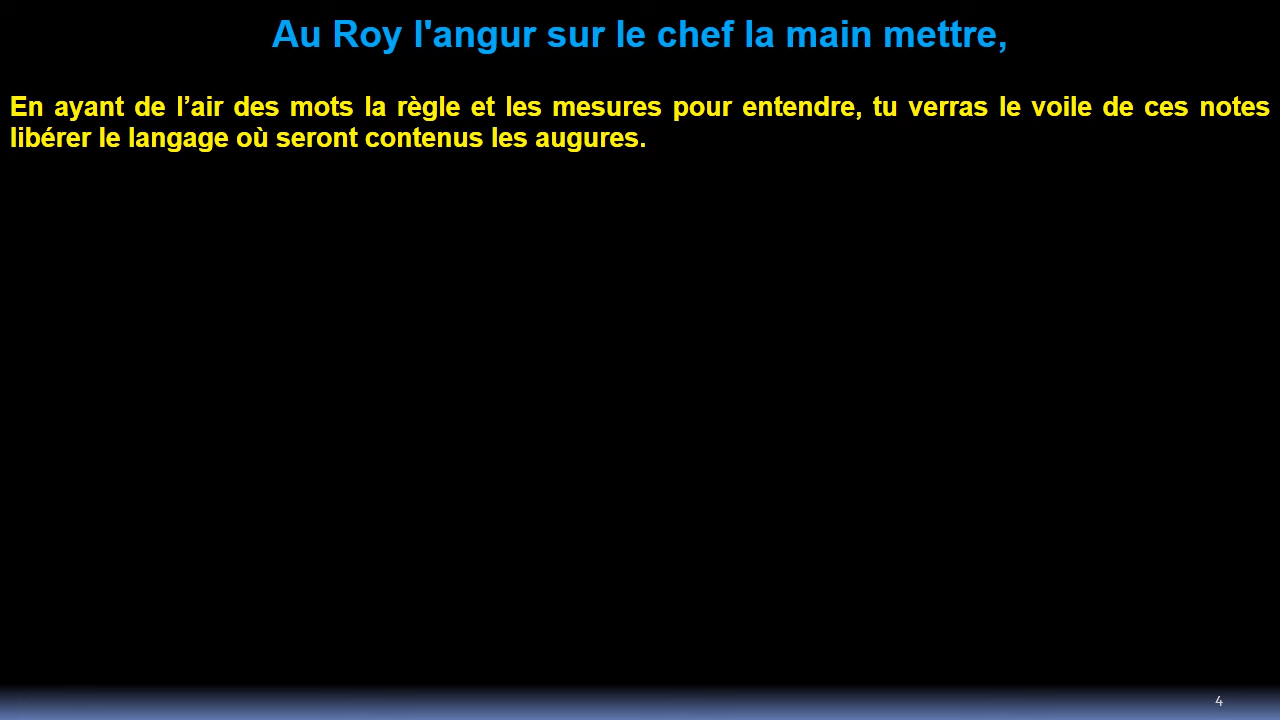 Au Roy l'angur sur le chef la main mettre,
En ayant de l’air des mots la règle et les mesures pour entendre, tu verras le voile de ces notes
libérer le langage où seront contenus les augures.
4